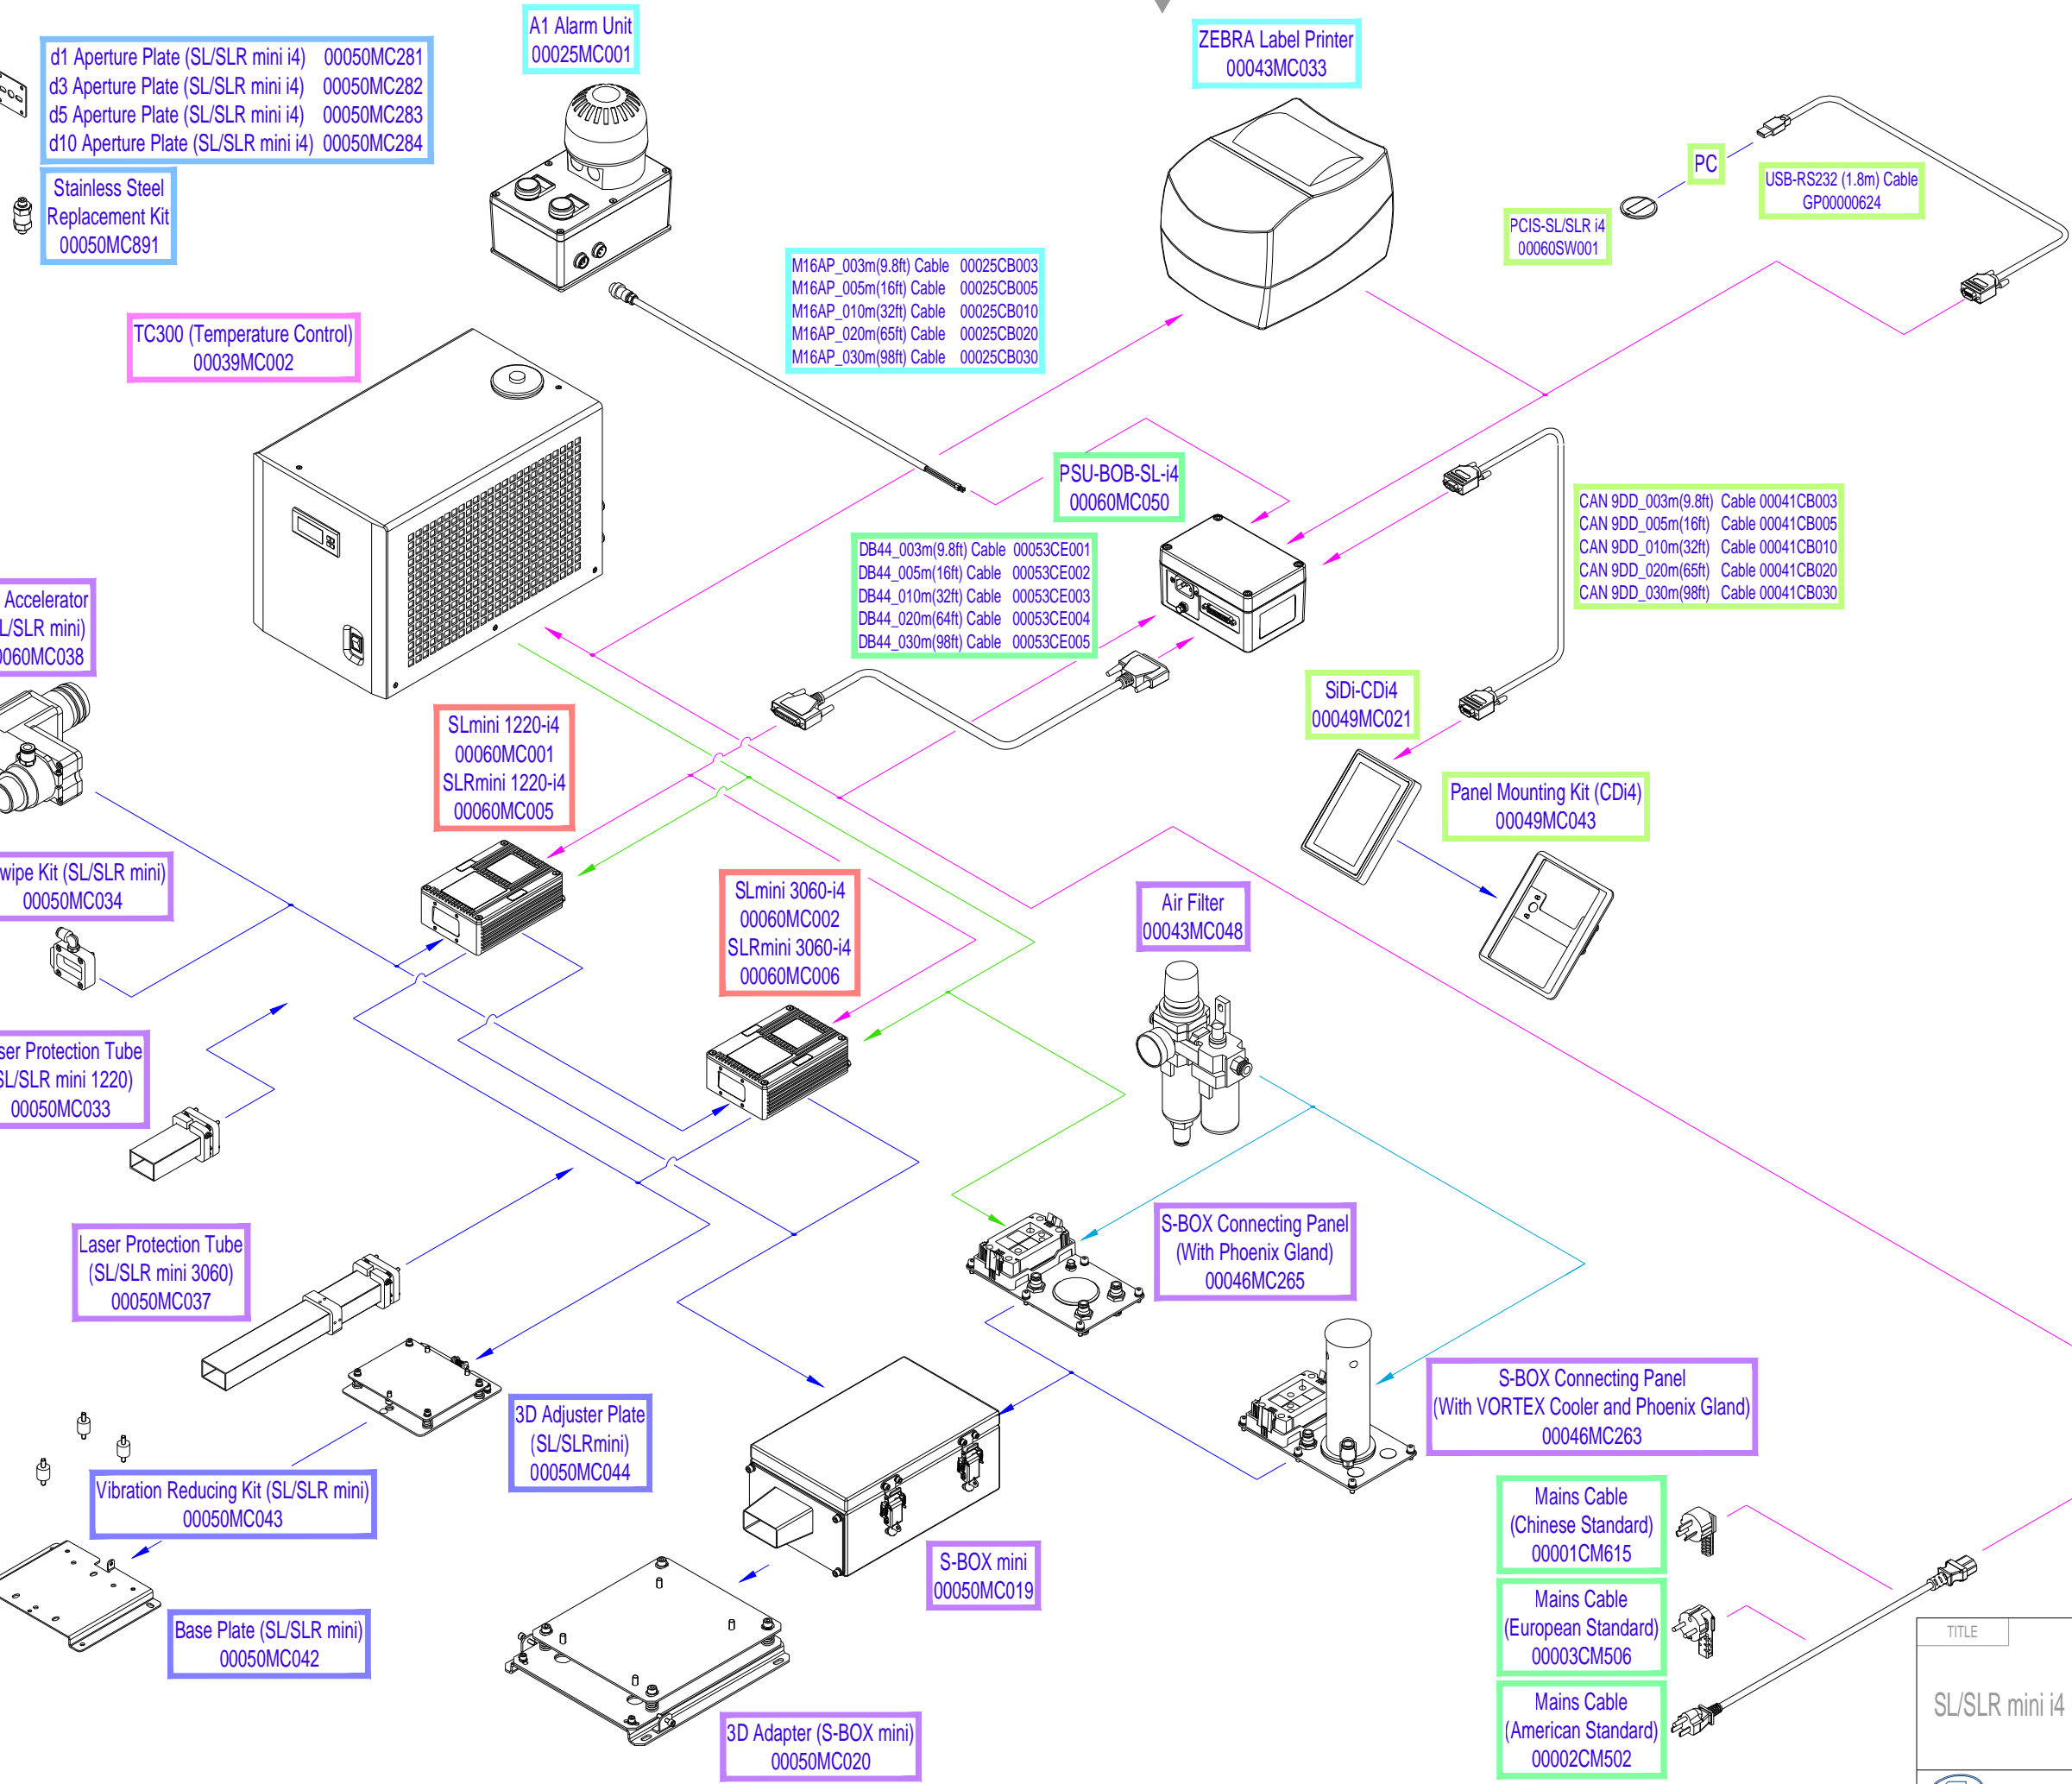 A1 Alarm Unit
00025MC001
ZEBRA Label Printer
00043MC033
d1 Aperture Plate (SL/SLR mini i4) 00050MC281
d3 Aperture Plate (SL/SLR mini i4) 00050MC282
d5 Aperture Plate (SL/SLR mini i4) 00050MC283
d10 Aperture Plate (SL/SLR mini i4) 00050MC284
Stainless Steel
Replacement Kit
00050MC891
PC
USB-RS232 (1.8m) Cable
GP00000624
PCIS-SL/SLR i4
00060SW001
M16AP_003m(9.8ft) Cable 00025CB003
M16AP_005m(16ft) Cable 00025CB005
M16AP_010m(32ft) Cable 00025CB010
M16AP_020m(65ft) Cable 00025CB020
M16AP_030m(98ft) Cable 00025CB030
TC300 (Temperature Control)
00039MC002
PSU-BOB-SL-i4
00060MC050
CAN 9DD_003m(9.8ft) Cable 00041CB003
CAN 9DD_005m(16ft) Cable 00041CB005
CAN 9DD_010m(32ft) Cable 00041CB010
CAN 9DD_020m(65ft) Cable 00041CB020
CAN 9DD_030m(98ft) Cable 00041CB030
DB44_003m(9.8ft) Cable 00053CE001
DB44_005m(16ft) Cable 00053CE002
DB44_010m(32ft) Cable 00053CE003
DB44_020m(64ft) Cable 00053CE004
DB44_030m(98ft) Cable 00053CE005
Accelerator
L/SLR mini)
0060MC038
SiDi-CDi4
00049MC021
SLmini 1220-i4
00060MC001
SLRmini 1220-i4
00060MC005
Panel Mounting Kit (CDi4)
00049MC043
wipe Kit (SL/SLR mini)
00050MC034
SLmini 3060-i4
00060MC002
SLRmini 3060-i4
00060MC006
Air Filter
00043MC048
ser Protection Tube
SL/SLR mini 1220)
00050MC033
Laser Protection Tube
(SL/SLR mini 3060)
00050MC037
S-BOX Connecting Panel
(With Phoenix Gland)
00046MC265
S-BOX Connecting Panel
(With VORTEX Cooler and Phoenix Gland)
00046MC263
3D Adjuster Plate
(SL/SLRmini)
00050MC044
Vibration Reducing Kit (SL/SLR mini)
00050MC043
Mains Cable
(Chinese Standard)
00001CM615
S-BOX mini
00050MC019
Mains Cable
(European Standard)
00003CM506
Base Plate (SL/SLR mini)
00050MC042
Mains Cable
(American Standard)
00002CM502
3D Adapter (S-BOX mini)
00050MC020
TITLE
SL/SLR mini i4